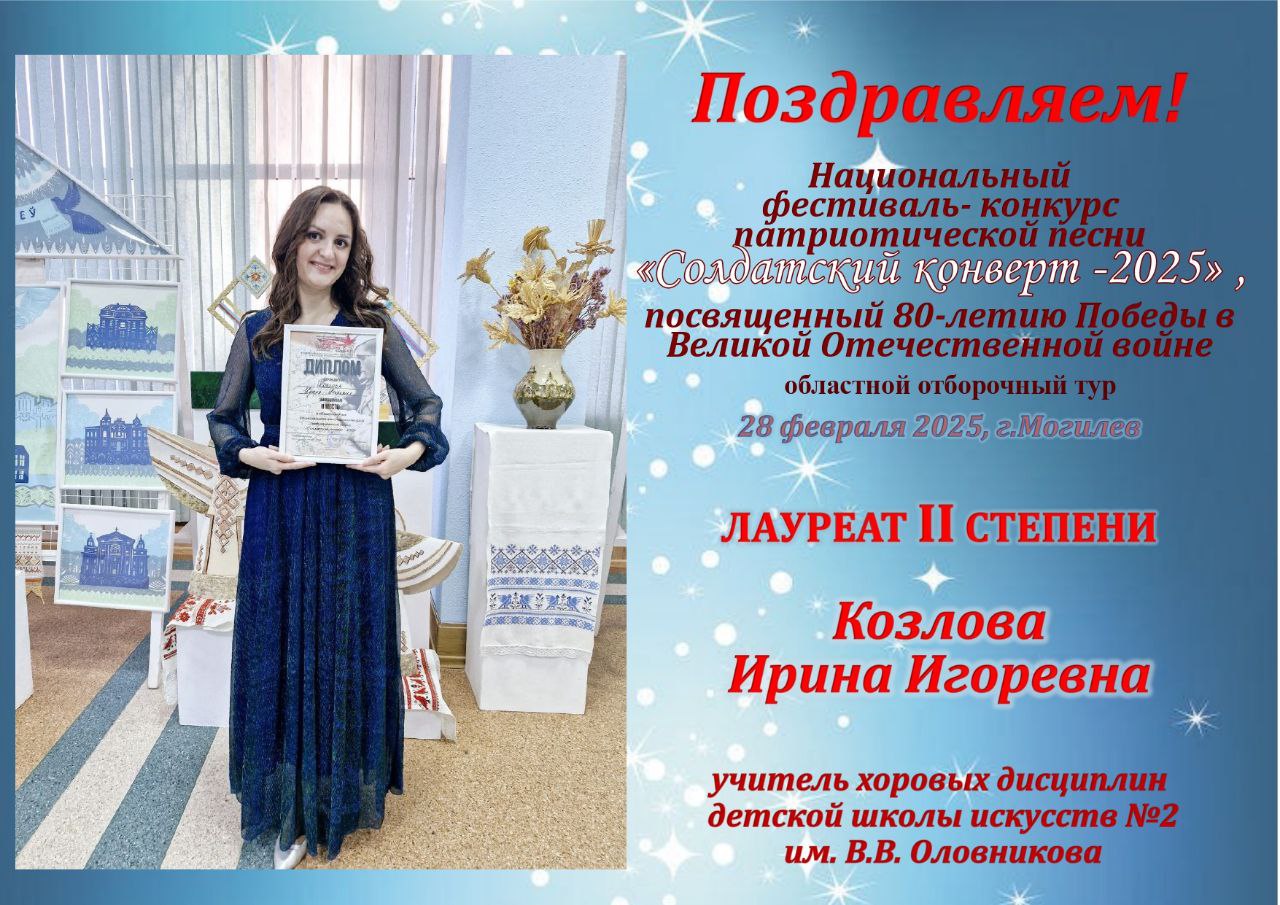 Поздравляем!
Национальный
фестиваль- конкурс
патриотической песни
«Солдатский конверт -2025» ,
посвященный 80-летию Победы в
Великой Отечественной войне
областной отборочный тур
28 февраля 2025, г.Могилев
ЛАУРЕАТ II СТЕПЕНИ
Козлова
Ирина Игоревна
учитель хоровых дисциплин
детской школы искусств №2
им. В.В. Оловникова
ДИПЛОМ
II МЕСТО